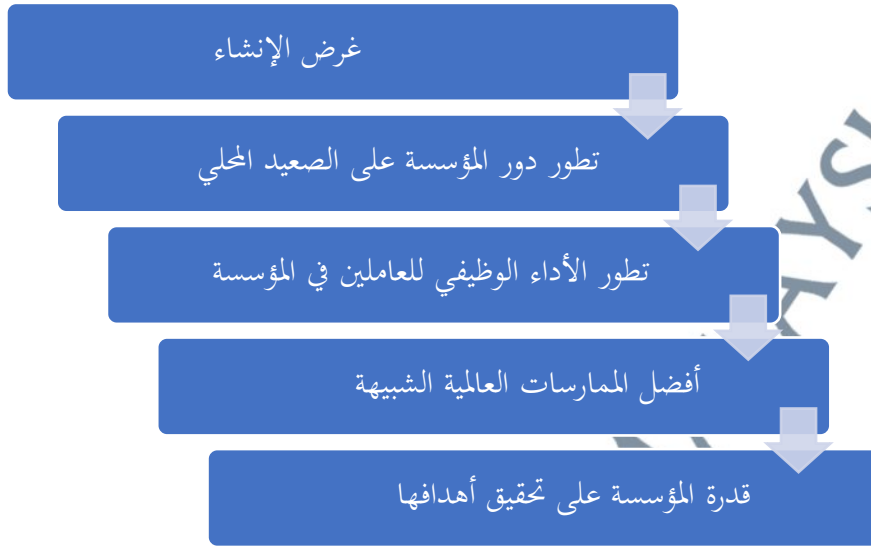 غرض الإنشاء
تطور دور المؤسسة على الصعيد المحلي
تطور الأداء الوظيفي للعاملين في المؤسسة
أفضل الممارسات العالمية الشبيهة
قدرة المؤسسة على تحقيق أهدافها